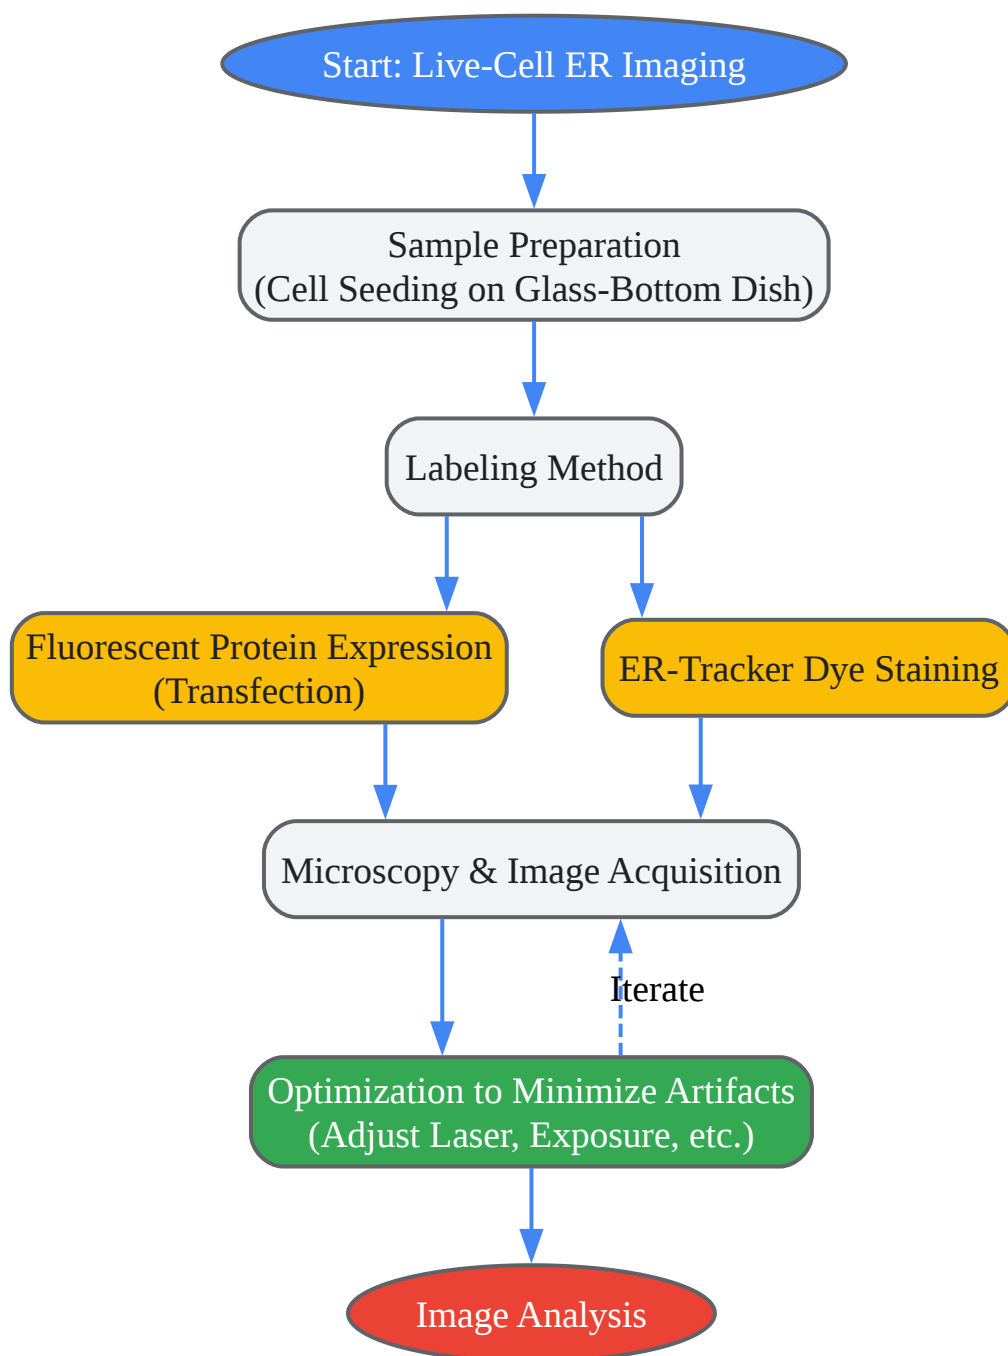 Start: Live-Cell ER Imaging
Sample Preparation
(Cell Seeding on Glass-Bottom Dish)
Labeling Method
Fluorescent Protein Expression
(Transfection)
ER-Tracker Dye Staining
Microscopy & Image Acquisition
Iterate
Optimization to Minimize Artifacts
(Adjust Laser, Exposure, etc.)
Image Analysis